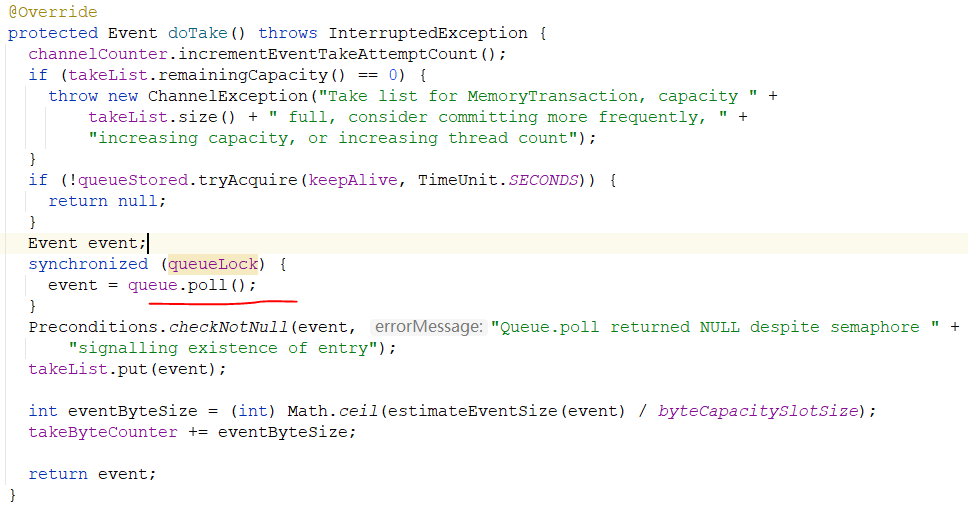 @Override
protected Event doTake() throws InterruptedException {
channelCounter.incrementEventTakeAttemptCount();
if (takeList.remainingCapacity() == 0) {
throw new ChannelException("Take list for MemoryTransaction, capacity " +
takeList.size() + " full, consider committing more frequently, " +
"increasing capacity, or increasing thread count");
}
if (!queueStored.tryAcquire(keepAlive, TimeUnit.SECONDS)) {
return null;
}
Event event;
synchronized (queueLock) {
event = queue.poll();
}
Preconditions.checkNotNull(event, errorMessage: "Queue.poll returned NULL despite semaphore " +
"signalling existence of entry");
takeList.put(event);
int eventByteSize = (int) Math.ceil(estimateEventSize(event) / byteCapacitySlotSize);
takeByteCounter += eventByteSize;
return event;
}